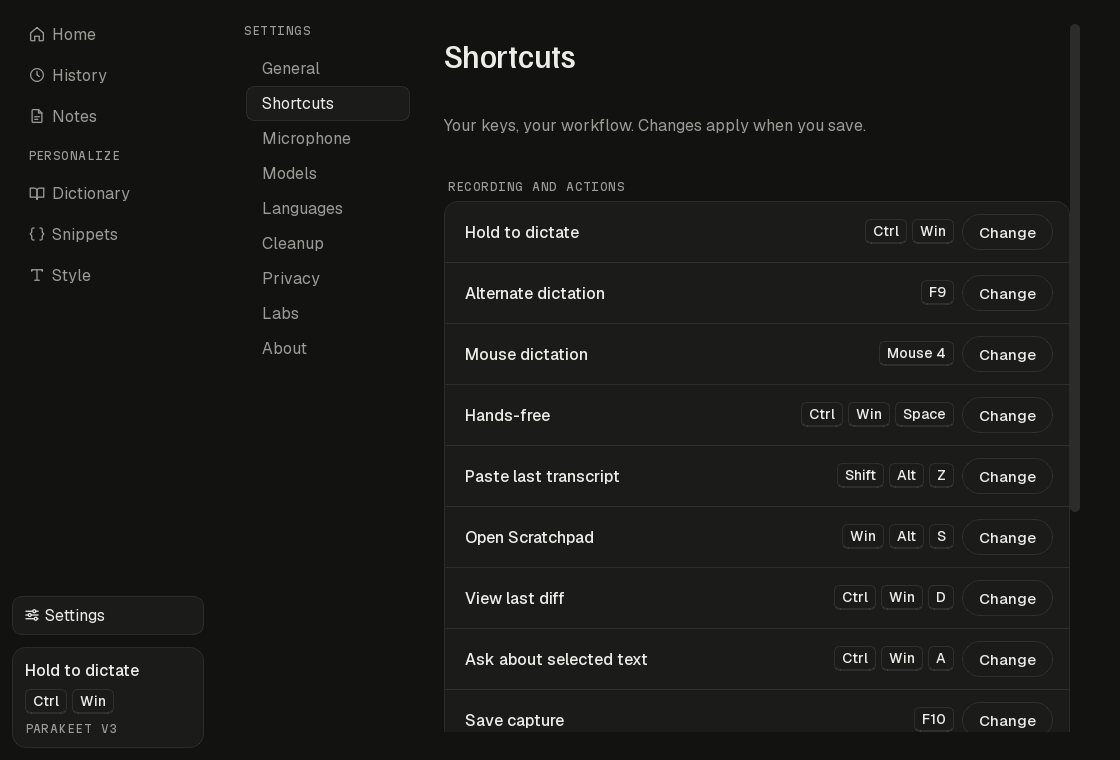 Home
History
Notes
PERSONALIZE
Dictionary
Snippets
Style
Settings
Hold to dictate
Ctrl Win
PARAKEET V3
SETTINGS
General
Shortcuts
Microphone
Models
Languages
Cleanup
Privacy
Labs
About
Shortcuts
Your keys, your workflow. Changes apply when you save.
RECORDING AND ACTIONS
Hold to dictate Ctrl Win Change
Alternate dictation F9 Change
Mouse dictation Mouse 4 Change
Hands-free Ctrl Win Space Change
Paste last transcript Shift Alt Z Change
Open Scratchpad Win Alt S Change
View last diff Ctrl Win D Change
Ask about selected text Ctrl Win A Change
Save capture F10 Change